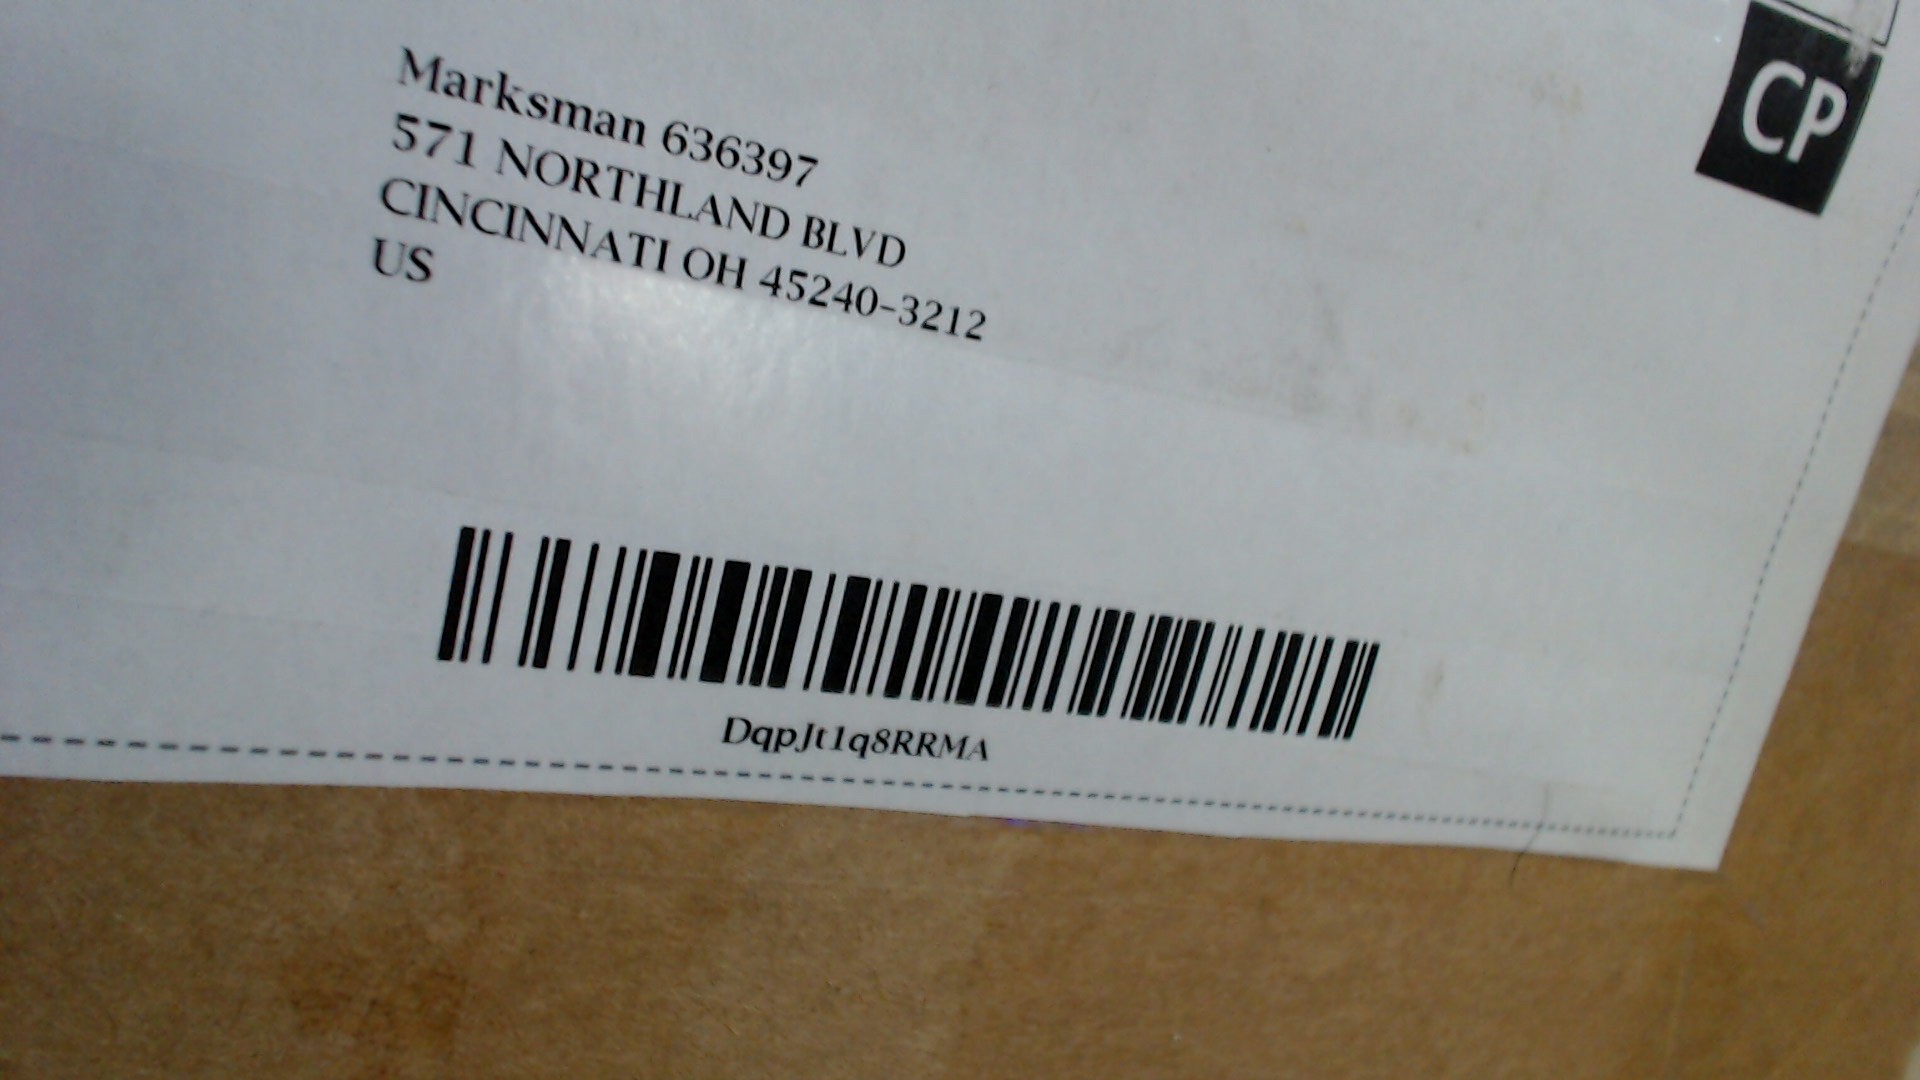 Marksman 636397
571 NORTHLAND BLVD
CINCINNATI OH 45240-3212
US
CP
DqpJt1q8RRMA